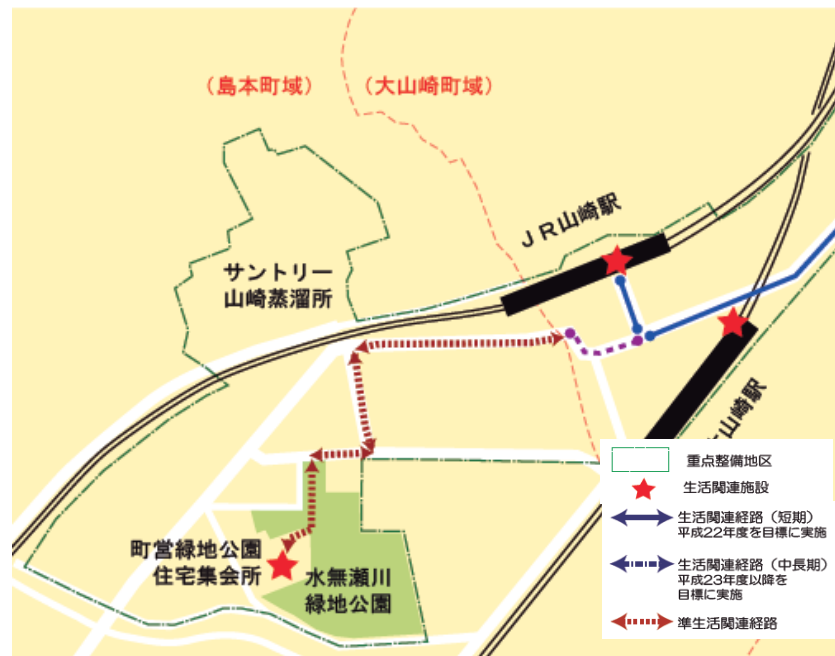 （島本町域）
（大山崎町域）
ＪＲ山崎駅
サントリー
山崎蒸溜所
山崎駅
町営緑地公園
住宅集会所
水無瀬川
緑地公園
重点整備地区
生活関連施設
生活関連経路（短期）
平成22年度を目標に実施
生活関連経路（中長期）
平成23年度以降を
目標に実施
準生活関連経路